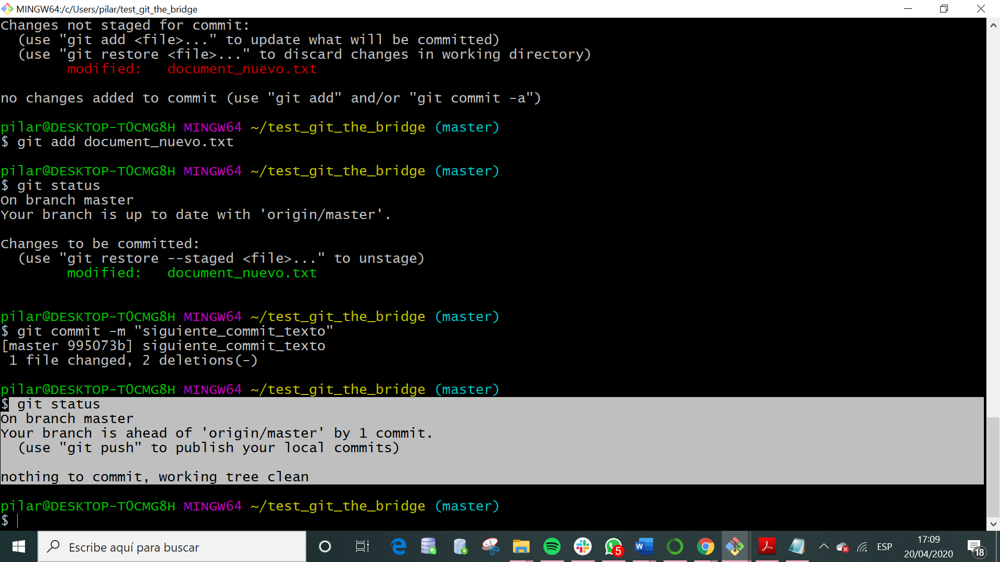 MINGW64:/c/Users/pilar/test_git_the_bridge
Changes not staged for commit:
  (use "git add <file>..." to update what will be committed)
  (use "git restore <file>..." to discard changes in working directory)
        modified:   document_nuevo.txt
no changes added to commit (use "git add" and/or "git commit -a")
pilar@DESKTOP-TOCMG8H MINGW64 ~/test_git_the_bridge (master)
$ git add document_nuevo.txt
pilar@DESKTOP-TOCMG8H MINGW64 ~/test_git_the_bridge (master)
$ git status
On branch master
Your branch is up to date with 'origin/master'.
Changes to be committed:
  (use "git restore --staged <file>..." to unstage)
        modified:   document_nuevo.txt
pilar@DESKTOP-TOCMG8H MINGW64 ~/test_git_the_bridge (master)
$ git commit -m "siguiente_commit_texto"
[master 995073b] siguiente_commit_texto
 1 file changed, 2 deletions(-)
pilar@DESKTOP-TOCMG8H MINGW64 ~/test_git_the_bridge (master)
$ git status
On branch master
Your branch is ahead of 'origin/master' by 1 commit.
  (use "git push" to publish your local commits)
nothing to commit, working tree clean
pilar@DESKTOP-TOCMG8H MINGW64 ~/test_git_the_bridge (master)
$
Escribe aquí para buscar
5
W
ESP
17:09
20/04/2020
18